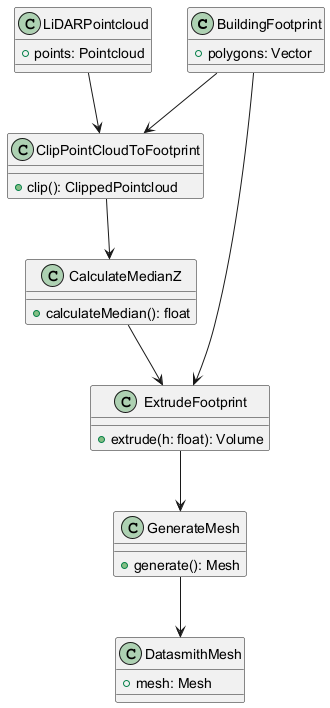 C LiDARPointcloud
points: Pointcloud
C BuildingFootprint
polygons: Vector
C ClipPointCloudToFootprint
clip(): ClippedPointcloud
C CalculateMedianZ
calculateMedian(): float
C ExtrudeFootprint
extrude(h: float): Volume
C GenerateMesh
generate(): Mesh
C DatasmithMesh
mesh: Mesh